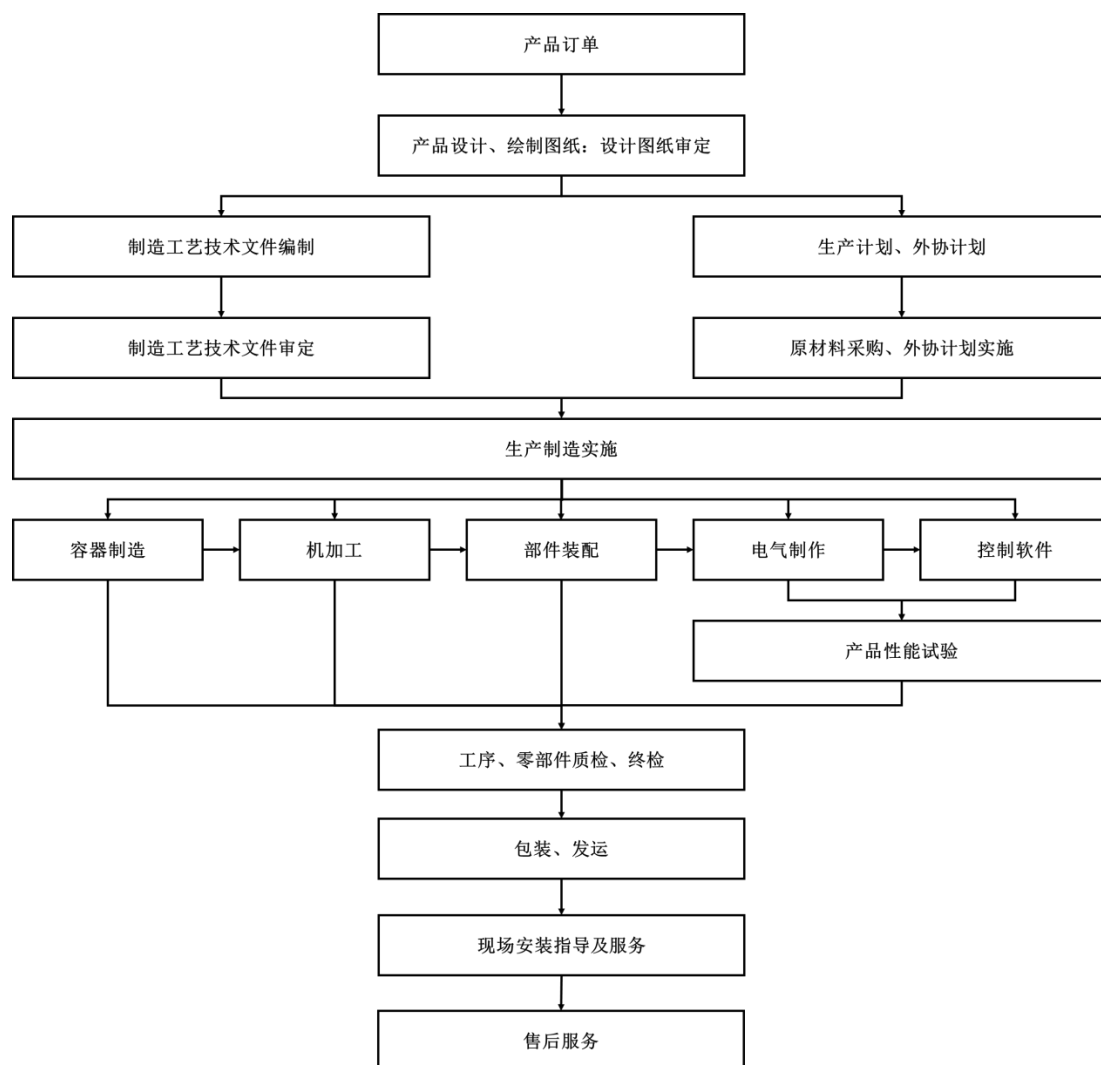 产品订单
产品设计、绘制图纸：设计图纸审定
制造工艺技术文件编制
生产计划、外协计划
制造工艺技术文件审定
原材料采购、外协计划实施
生产制造实施
容器制造
机加工
部件装配
电气制作
控制软件
产品性能试验
工序、零部件质检、终检
包装、发运
现场安装指导及服务
售后服务